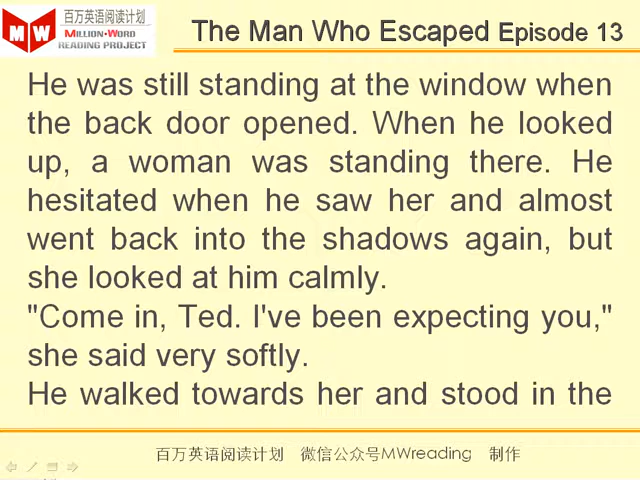 百万英语阅读计划
MW MILLION·WORD
READING PROJECT
The Man Who Escaped Episode 13
He was still standing at the window when
the back door opened. When he looked
up, a woman was standing there. He
hesitated when he saw her and almost
went back into the shadows again, but
she looked at him calmly.
"Come in, Ted. I've been expecting you,"
she said very softly.
He walked towards her and stood in the
百万英语阅读计划 微信公众号MWreading 制作